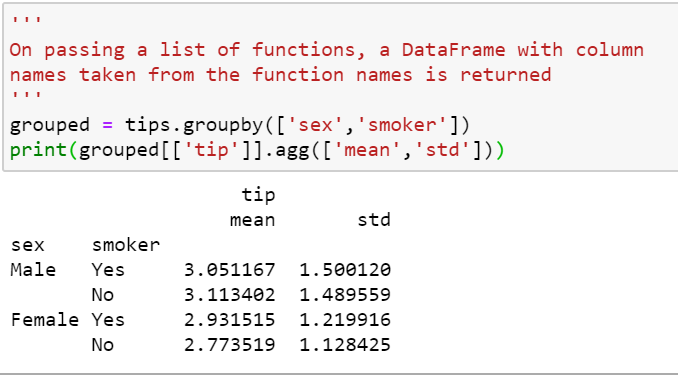 '''
On passing a list of functions, a DataFrame with column
names taken from the function names is returned
'''
grouped = tips.groupby(['sex','smoker'])
print(grouped[['tip']].agg(['mean','std']))
tip
mean std
sex smoker
Male Yes 3.051167 1.500120
No 3.113402 1.489559
Female Yes 2.931515 1.219916
No 2.773519 1.128425